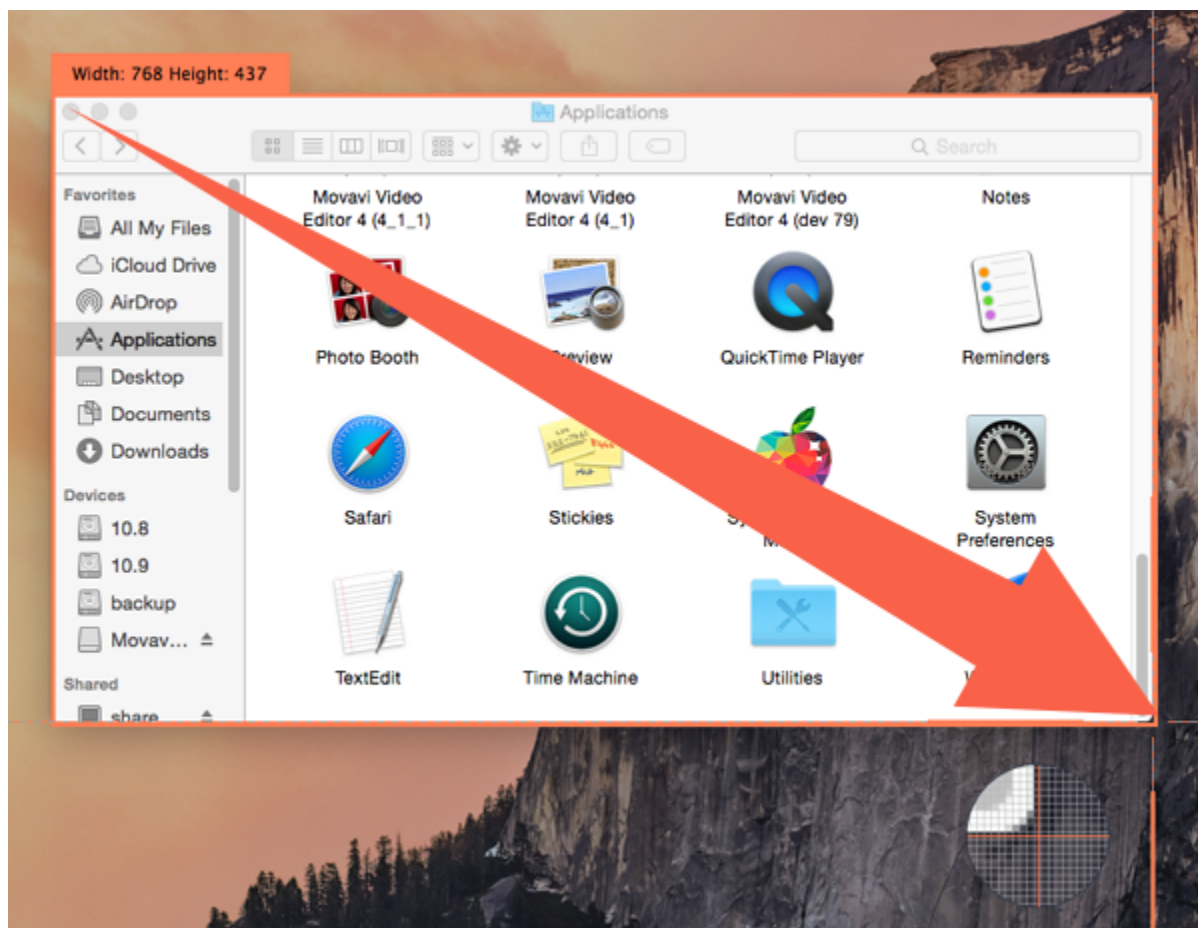 Width: 768 Height: 437
Applications
Search
Favorites
All My Files
iCloud Drive
AirDrop
Applications
Desktop
Documents
Downloads
Devices
10.8
10.9
backup
Movav...
Shared
share
Movavi Video
Editor 4 (4_1_1)
Movavi Video
Editor 4 (4_1)
Movavi Video
Editor 4 (dev 79)
Notes
Photo Booth
Preview
QuickTime Player
Reminders
Safari
Stickies
System
Preferences
TextEdit
Time Machine
Utilities